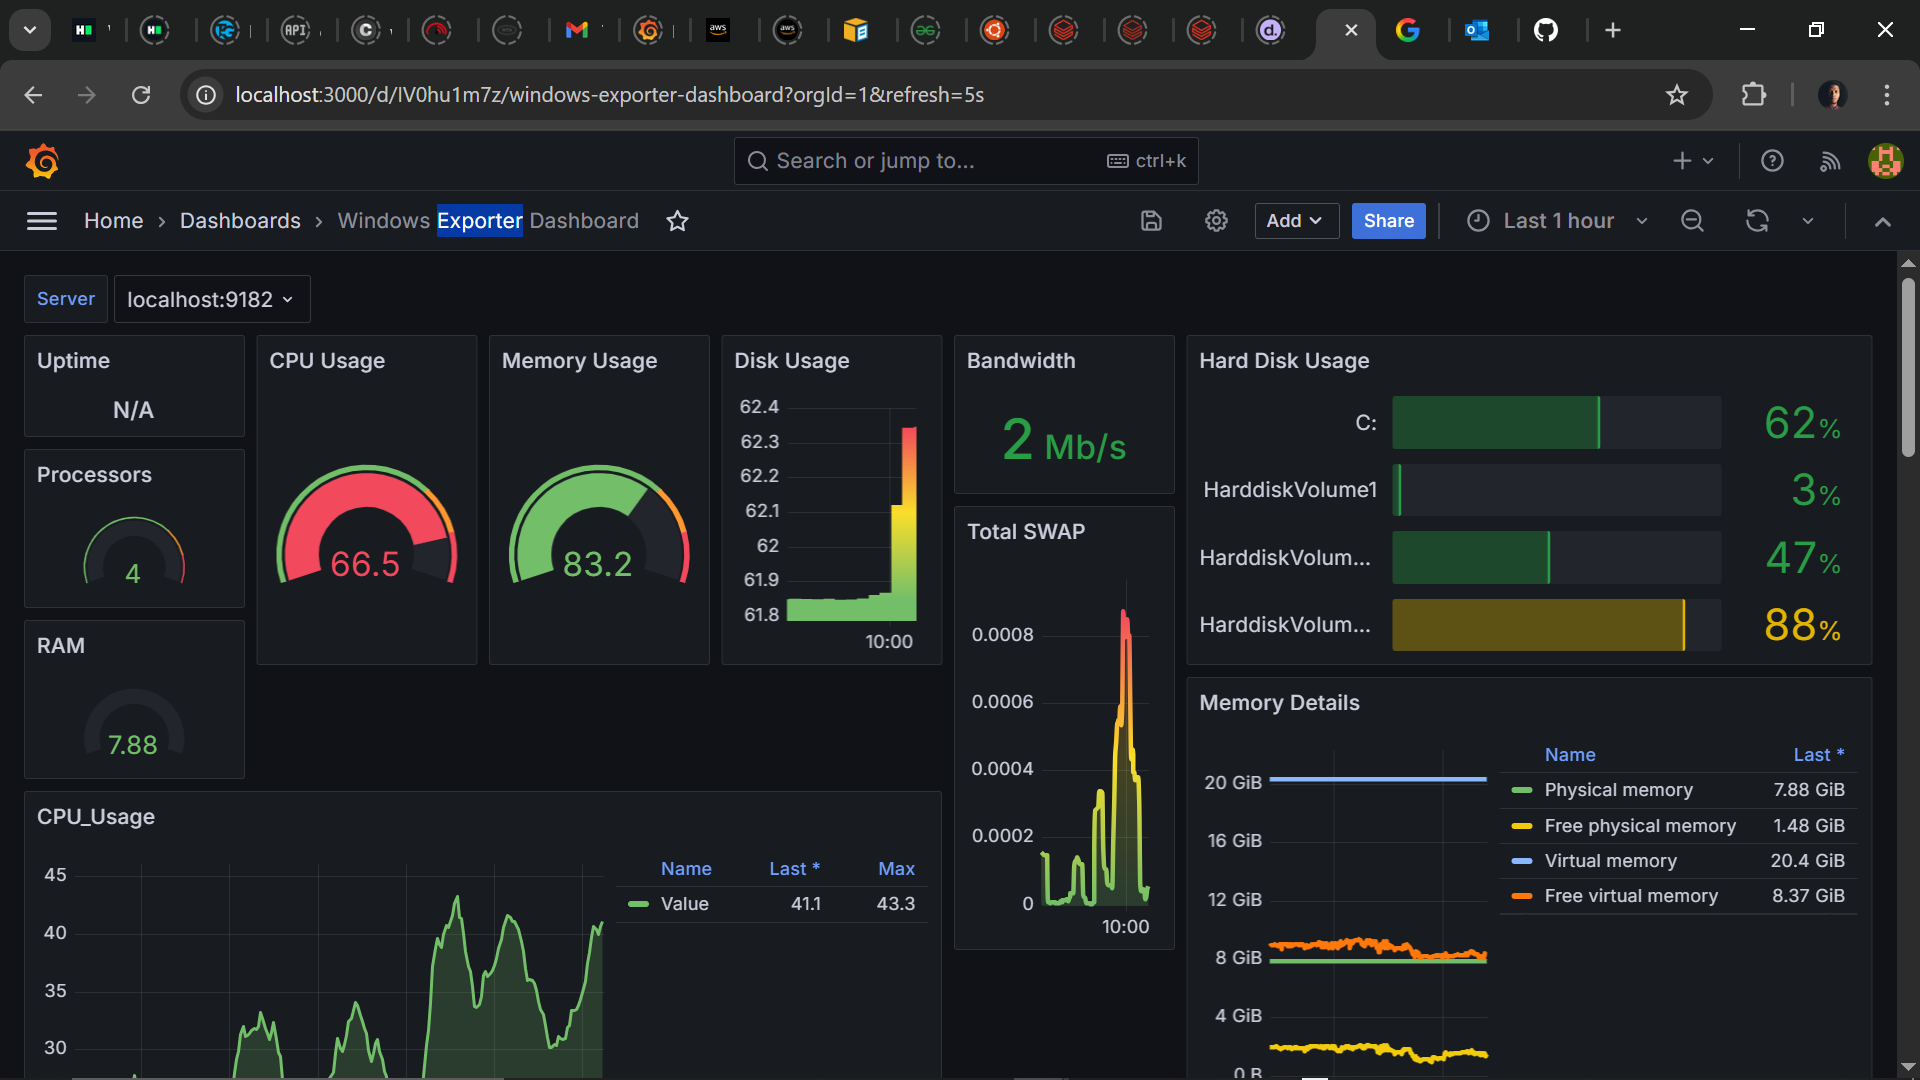 localhost:3000/d/IV0hu1m7z/windows-exporter-dashboard?orgId=1&refresh=5s
Search or jump to...
ctrl+k
Home › Dashboards › Windows Exporter Dashboard
Add
Share
Last 1 hour
Server
localhost:9182
Uptime
N/A
Processors
4
RAM
7.88
CPU Usage
66.5
Memory Usage
83.2
Disk Usage
62.4
62.3
62.2
62.1
62
61.9
61.8
10:00
Bandwidth
2 Mb/s
Total SWAP
0.0008
0.0006
0.0004
0.0002
0
10:00
Hard Disk Usage
C:
62%
HarddiskVolume1
3%
HarddiskVolum...
47%
HarddiskVolum...
88%
CPU_Usage
45
40
35
30
Name Last * Max
Value 41.1 43.3
Memory Details
20 GiB
16 GiB
12 GiB
8 GiB
4 GiB
0 B
Name Last *
Physical memory 7.88 GiB
Free physical memory 1.48 GiB
Virtual memory 20.4 GiB
Free virtual memory 8.37 GiB